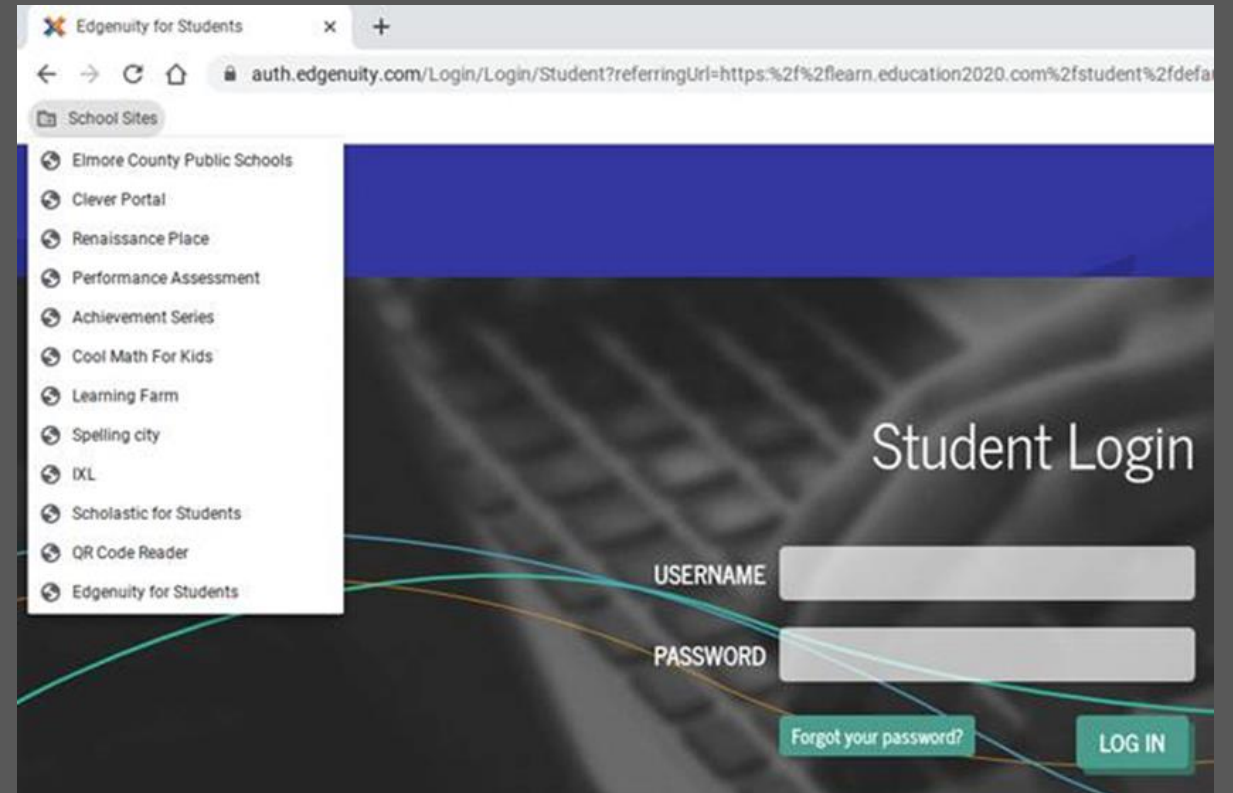 Edgenuity for Students
auth.edgenuity.com/Login/Login/Student?referringUrl=https:%2f%2flearn.education2020.com%2fstudent%2fdefau
School Sites
Elmore County Public Schools
Clever Portal
Renaissance Place
Performance Assessment
Achievement Series
Cool Math For Kids
Learning Farm
Spelling city
IXL
Scholastic for Students
QR Code Reader
Edgenuity for Students
Student Login
USERNAME
PASSWORD
Forgot your password?
LOG IN